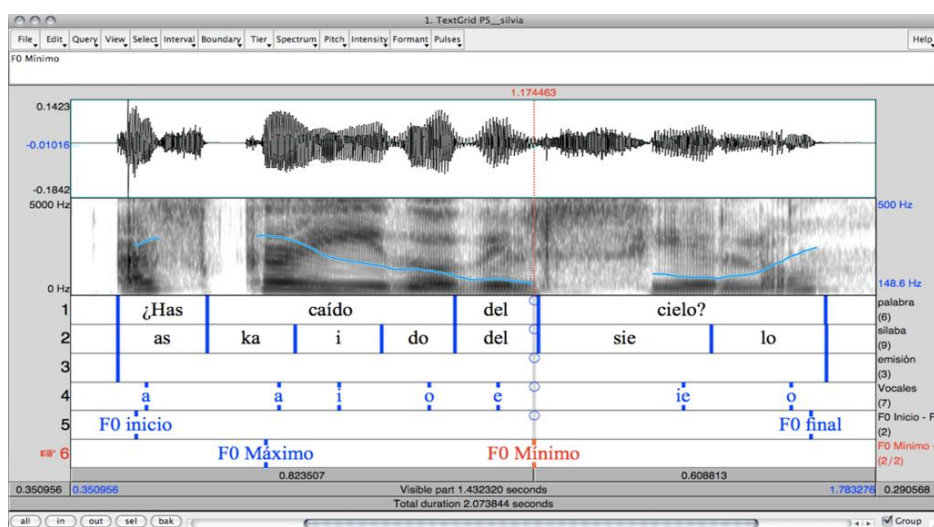 1. TextGrid P5__silvia
File Edit Query View Select Interval Boundary Tier Spectrum Pitch Intensity Formant Pulses Help
F0 Mínimo
1.174463
0.1423
-0.01016
-0.1842
5000 Hz 500 Hz
0 Hz 148.6 Hz
1 ¿Has caído del cielo? palabra (6)
2 as ka i do del sie lo sílaba (9)
3 emisión (3)
4 a a i o e ie o Vocales (7)
5 F0 inicio F0 final F0 Inicio - F (2)
6 F0 Máximo F0 Mínimo F0 Mínimo - (2/2)
0.823507 0.608813
0.350956 0.350956 Visible part 1.432320 seconds 1.783276 0.290568
Total duration 2.073844 seconds
all in out sel bak Group